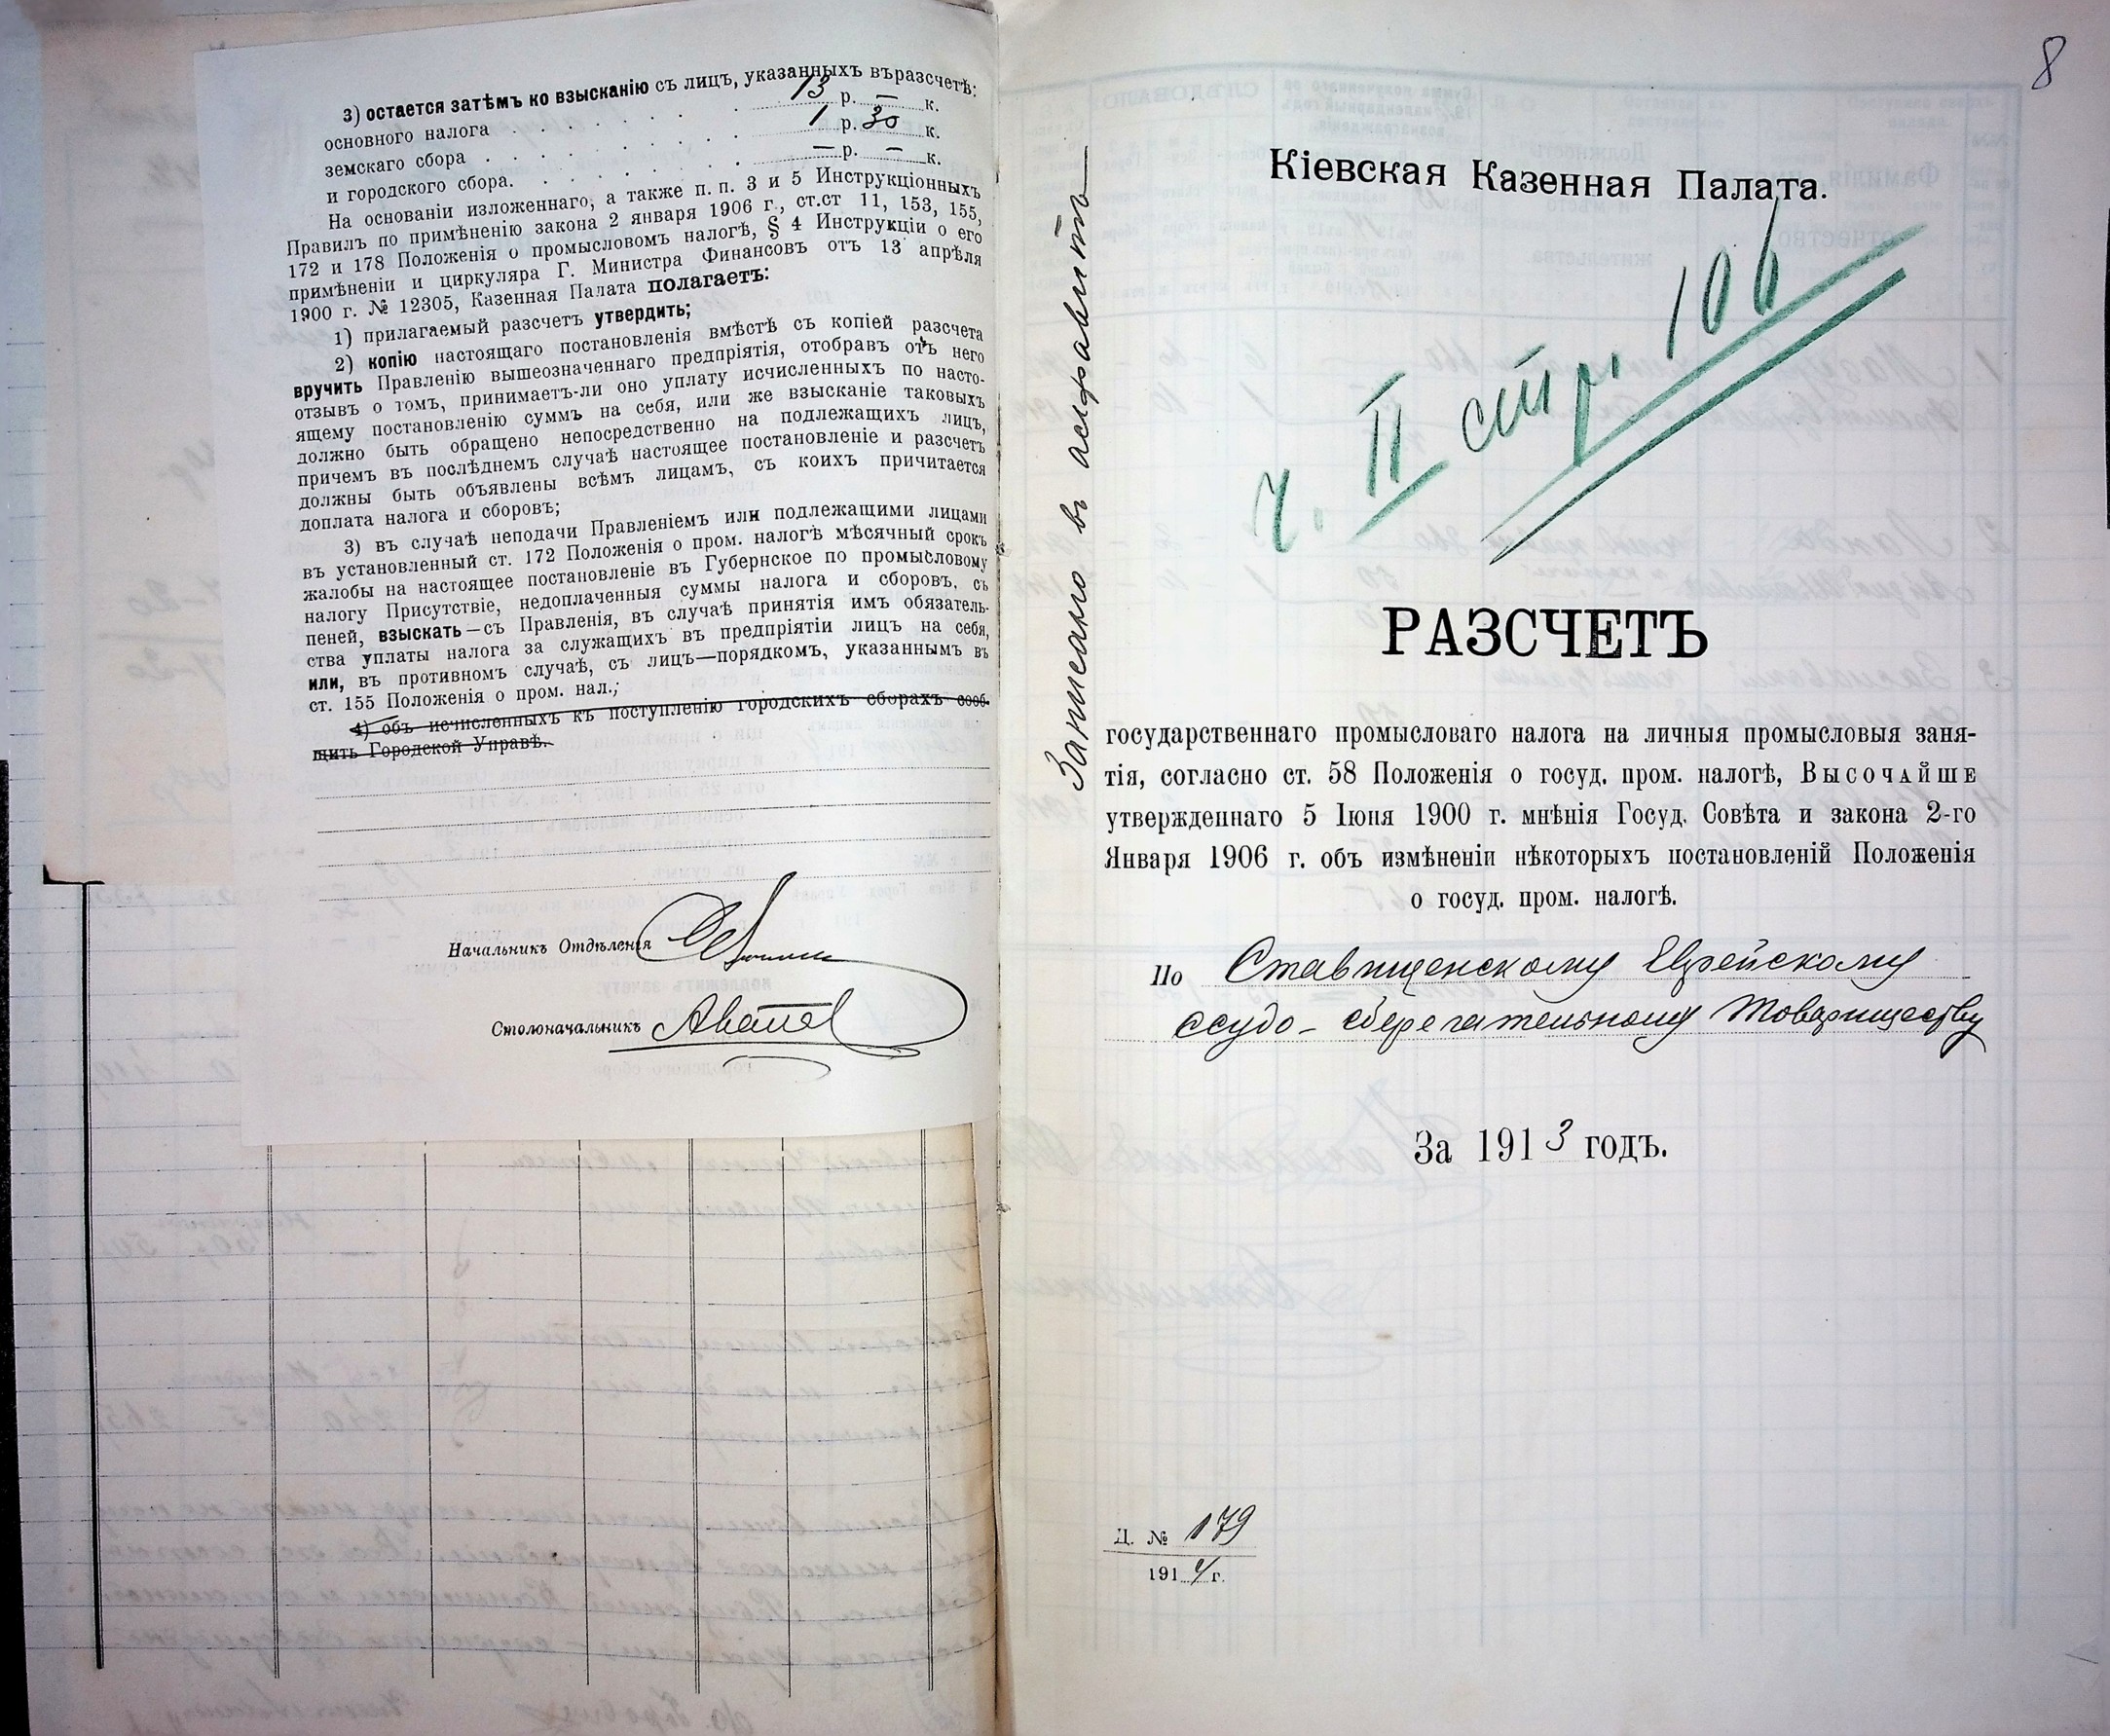 3) остается затѣмъ ко взысканію съ лицъ, указанныхъ въ разсчетѣ:
основного налога 13 р. — к.
земскаго сбора 1 р. 30 к.
и городского сбора. — р. — к.
На основаніи изложеннаго, а также п. п. 3 и 5 Инструкціонныхъ
Правилъ по примѣненію закона 2 января 1906 г., ст.ст 11, 153, 155,
172 и 178 Положенія о промысловомъ налогѣ, § 4 Инструкціи о его
примѣненіи и циркуляра Г. Министра Финансовъ отъ 13 апрѣля
1900 г. № 12305, Казенная Палата полагаетъ:
1) прилагаемый разсчетъ утвердить;
2) копію настоящаго постановленія вмѣстѣ съ копіей разсчета
вручить Правленію вышеозначеннаго предпріятія, отобравъ отъ него
отзывъ о томъ, принимаетъ-ли оно уплату исчисленныхъ по насто-
ящему постановленію суммъ на себя, или же взысканіе таковыхъ
должно быть обращено непосредственно на подлежащихъ лицъ,
причемъ въ послѣднемъ случаѣ настоящее постановленіе и разсчетъ
должны быть объявлены всѣмъ лицамъ, съ коихъ причитается
доплата налога и сборовъ;
3) въ случаѣ неподачи Правленіемъ или подлежащими лицами
въ установленный ст. 172 Положенія о пром. налогѣ мѣсячный срокъ
жалобы на настоящее постановленіе въ Губернское по промысловому
налогу Присутствіе, недоплаченныя суммы налога и сборовъ, съ
пеней, взыскать—съ Правленія, въ случаѣ принятія имъ обязатель-
ства уплаты налога за служащихъ въ предпріятіи лицъ на себя,
или, въ противномъ случаѣ, съ лицъ—порядкомъ, указаннымъ въ
ст. 155 Положенія о пром. нал.;
4) объ исчисленныхъ къ поступленію городскихъ сборахъ сооб-
щить Городской Управѣ.
Начальникъ Отдѣленія
Столоначальникъ
8
Записано въ алфавитъ
Кіевская Казенная Палата.
ч. II стр. 106
РАЗСЧЕТЪ
государственнаго промысловаго налога на личныя промысловыя заня-
тія, согласно ст. 58 Положенія о госуд. пром. налогѣ, Высочайше
утвержденнаго 5 Іюня 1900 г. мнѣнія Госуд. Совѣта и закона 2-го
Января 1906 г. объ измѣненіи нѣкоторыхъ постановленій Положенія
о госуд. пром. налогѣ.
По Ставищенскому Еврейскому
ссудо-сберегательному Товариществу
За 1913 годъ.
Д. № 179
1914 г.